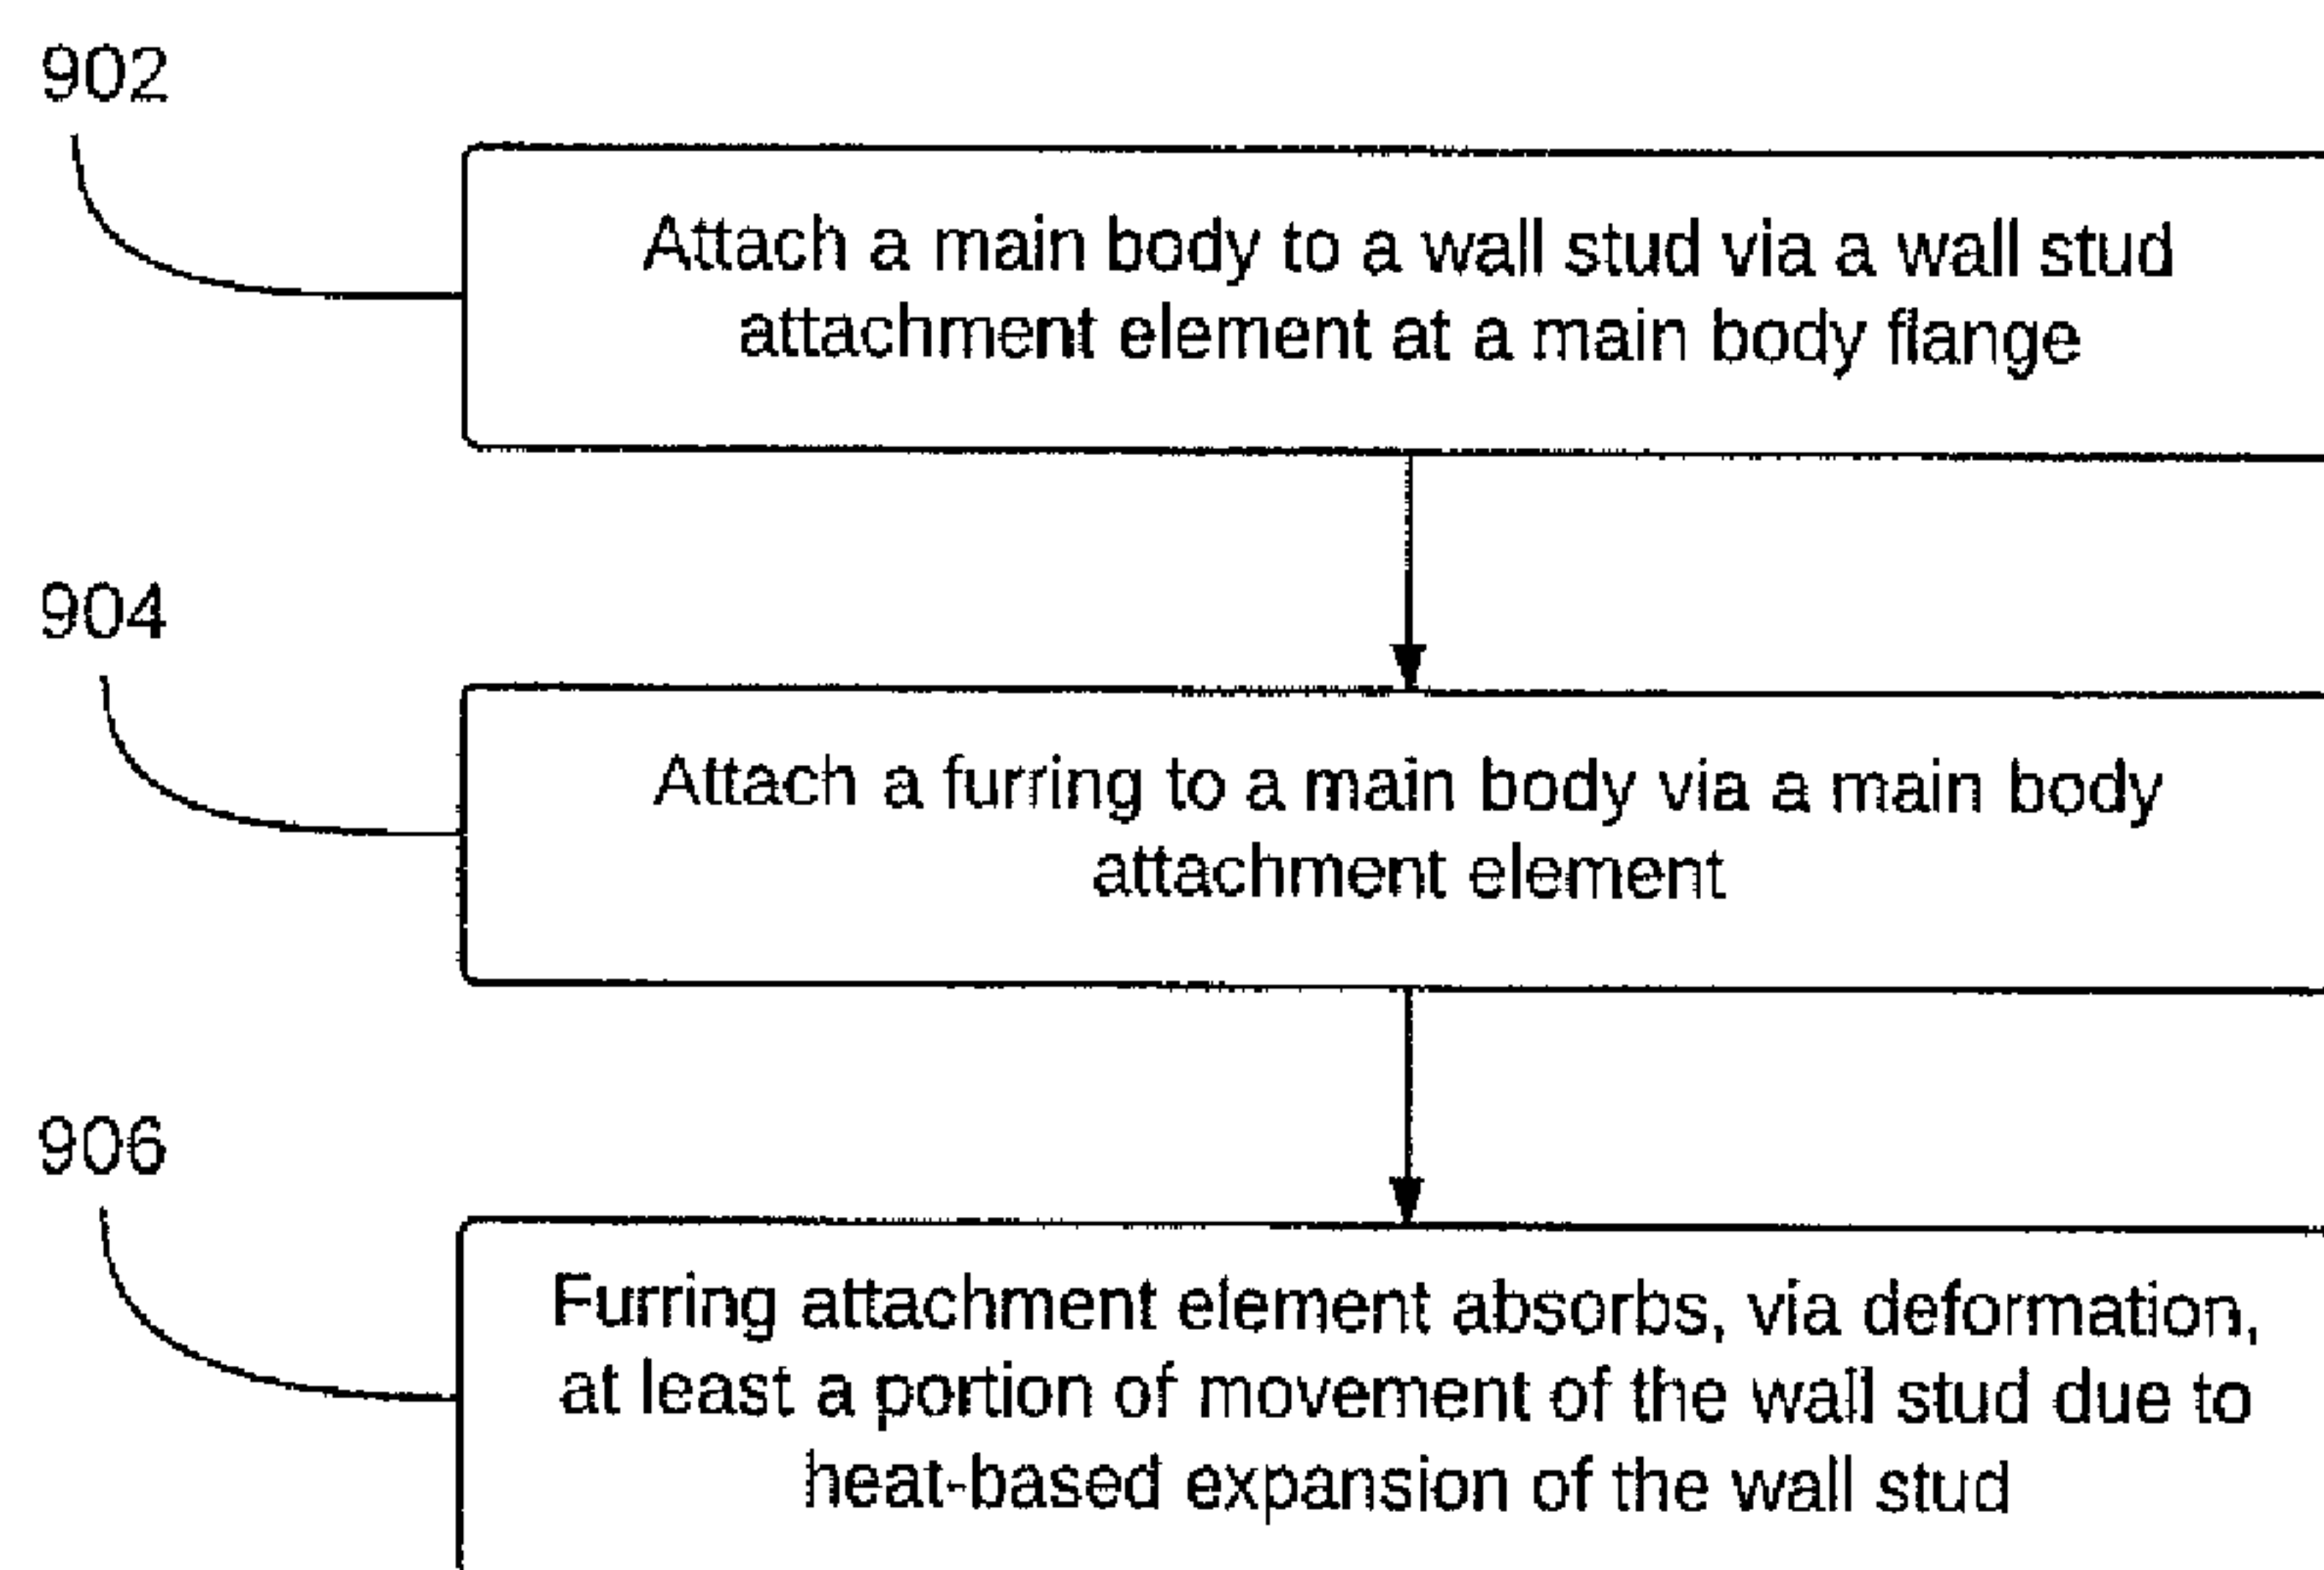 902
Attach a main body to a wall stud via a wall stud
attachment element at a main body flange
904
Attach a furring to a main body via a main body
attachment element
906
Furring attachment element absorbs, via deformation,
at least a portion of movement of the wall stud due to
heat-based expansion of the wall stud